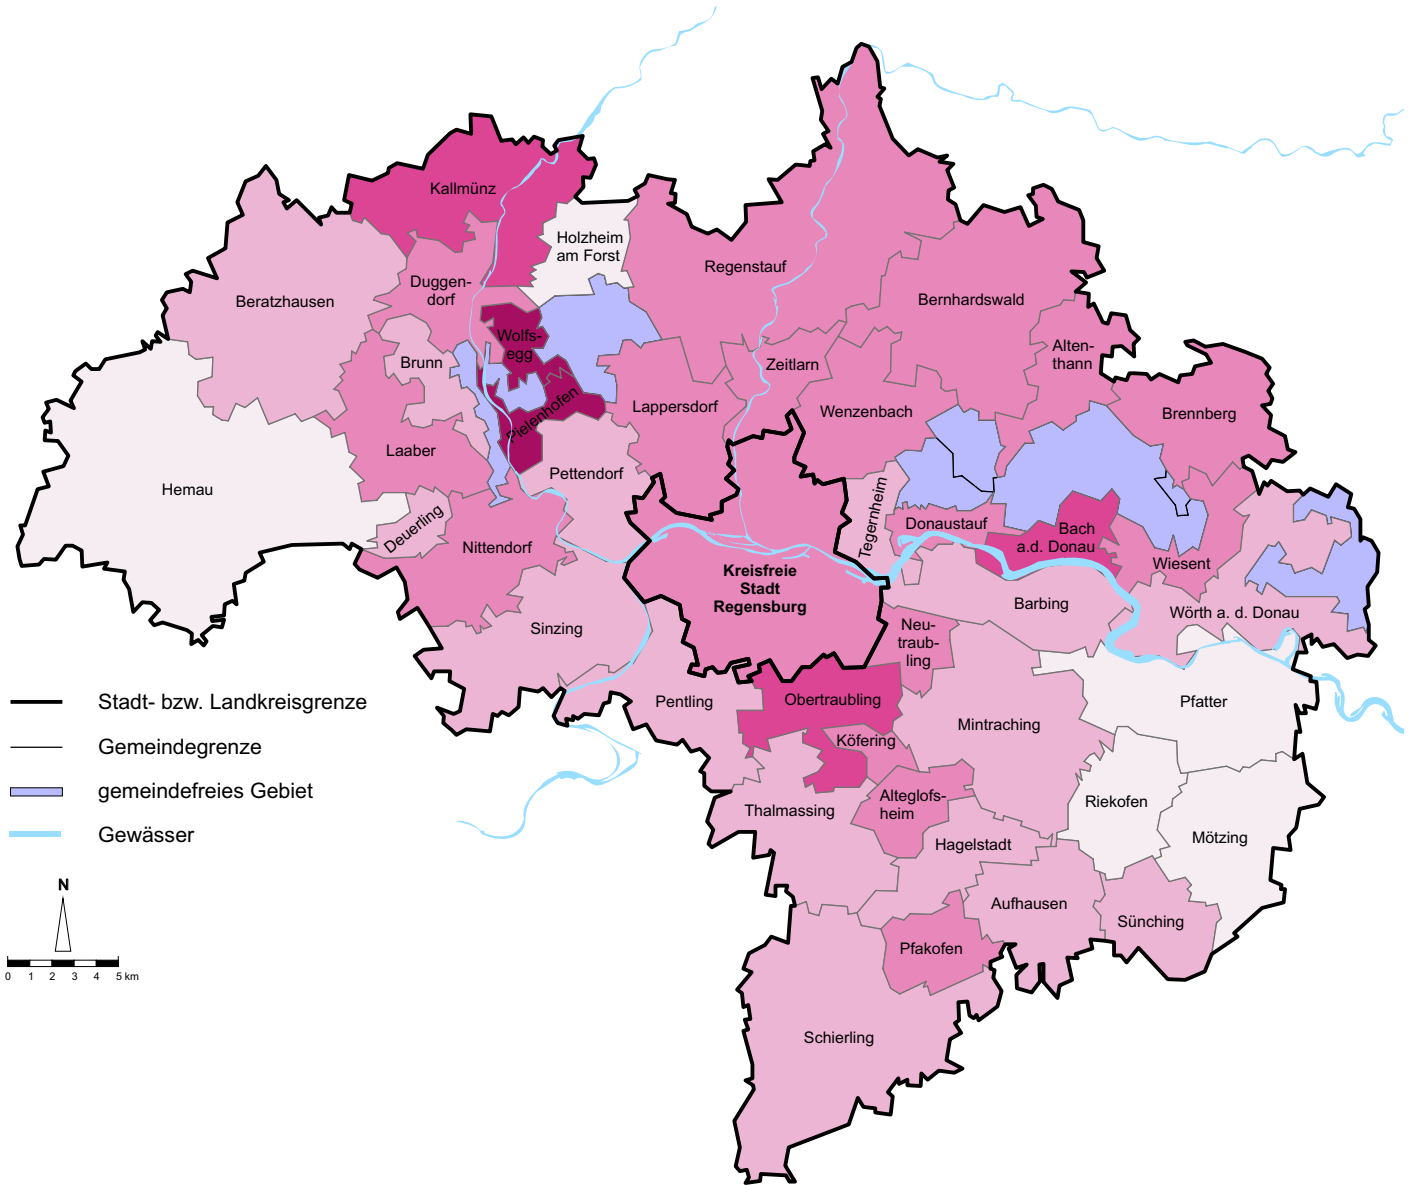 Kallmünz
Holzheim
am Forst
Regenstauf
Beratzhausen
Duggen-
dorf
Bernhardswald
Wolfs-
egg
Brunn
Zeitlarn
Alten-
thann
Pielenhofen
Lappersdorf
Wenzenbach
Brennberg
Laaber
Pettendorf
Hemau
Deuerling
Nittendorf
Tegernheim
Donaustauf
Bach
a.d. Donau
Wiesent
Kreisfreie
Stadt
Regensburg
Barbing
Wörth a. d. Donau
Sinzing
Neu-
traub-
ling
Pentling
Obertraubling
Pfatter
Mintraching
Köfering
Stadt- bzw. Landkreisgrenze
Gemeindegrenze
gemeindefreies Gebiet
Gewässer
Thalmassing
Alteglofs-
heim
Riekofen
Mötzing
Hagelstadt
Aufhausen
Sünching
Pfakofen
Schierling
N
0 1 2 3 4 5 km